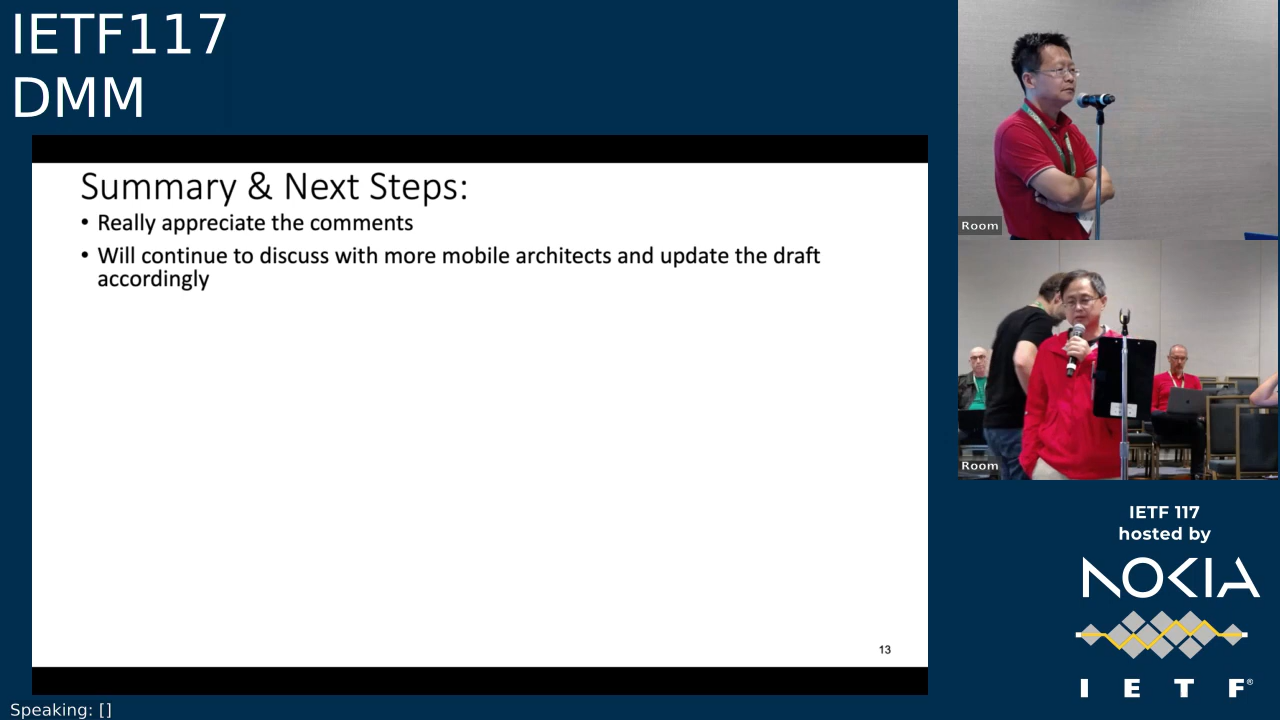 IETF117
DMM
Summary & Next Steps:
• Really appreciate the comments
• Will continue to discuss with more mobile architects and update the draft
accordingly
13
Room
Room
IETF 117
hosted by
NOKIA
I E T F®
Speaking: []